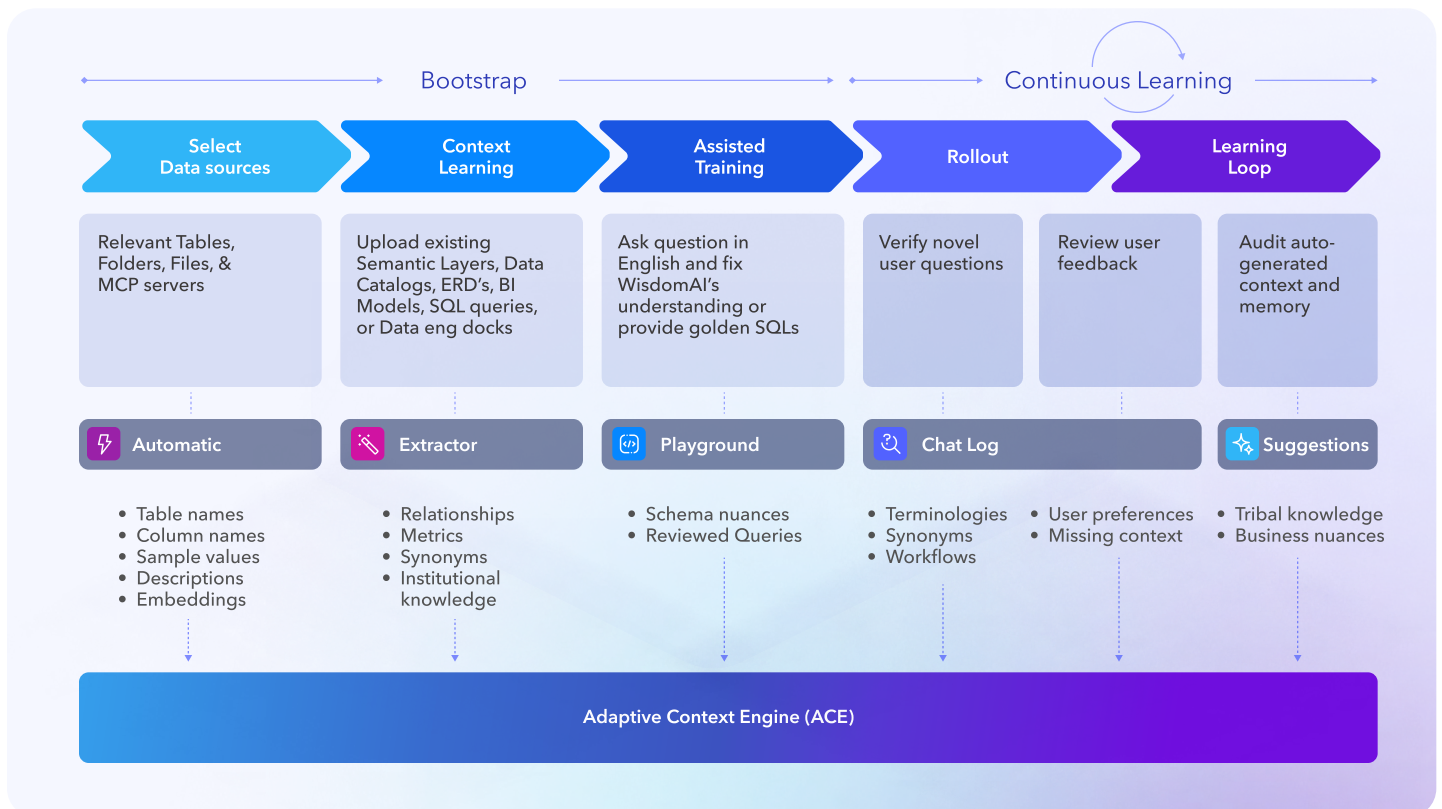 Bootstrap
Continuous Learning
Select
Data sources
Context
Learning
Assisted
Training
Rollout
Learning
Loop
Relevant Tables,
Folders, Files, &
MCP servers
Upload existing
Semantic Layers, Data
Catalogs, ERD’s, BI
Models, SQL queries,
or Data eng docks
Ask question in
English and fix
WisdomAI’s
understanding or
provide golden SQLs
Verify novel
user questions
Review user
feedback
Audit auto-
generated
context and
memory
Automatic
Extractor
Playground
Chat Log
Suggestions
• Table names
• Column names
• Sample values
• Descriptions
• Embeddings
• Relationships
• Metrics
• Synonyms
• Institutional
knowledge
• Schema nuances
• Reviewed Queries
• Terminologies
• Synonyms
• Workflows
• User preferences
• Missing context
• Tribal knowledge
• Business nuances
Adaptive Context Engine (ACE)